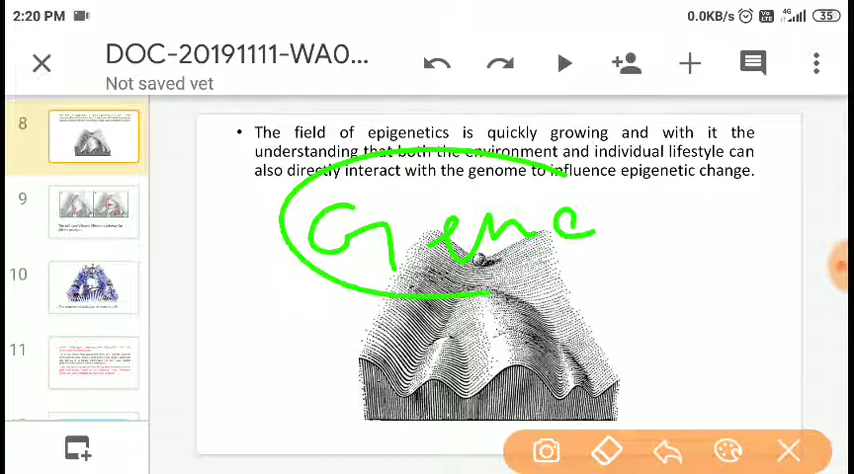 2:20 PM
0.0KB/s
4G
35
DOC-20191111-WA0...
Not saved yet
8
• The field of epigenetics is quickly growing and with it the
understanding that both the environment and individual lifestyle can
also directly interact with the genome to influence epigenetic change.
Gene
9
10
11